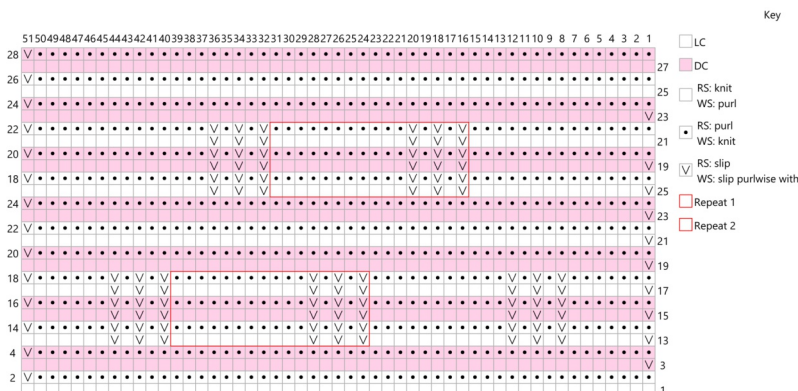 Key
51 50 49 48 47 46 45 44 43 42 41 40 39 38 37 36 35 34 33 32 31 30 29 28 27 26 25 24 23 22 21 20 19 18 17 16 15 14 13 12 11 10 9 8 7 6 5 4 3 2 1
28
27
26
25
24
23
22
21
20
19
18
25
24
23
22
21
20
19
18
17
16
15
14
13
4
3
2
1
LC
DC
RS: knit
WS: purl
RS: purl
WS: knit
RS: slip
WS: slip purlwise with
Repeat 1
Repeat 2